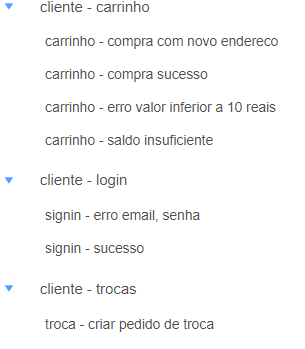 cliente - carrinho
carrinho - compra com novo endereco
carrinho - compra sucesso
carrinho - erro valor inferior a 10 reais
carrinho - saldo insuficiente
cliente - login
signin - erro email, senha
signin - sucesso
cliente - trocas
troca - criar pedido de troca